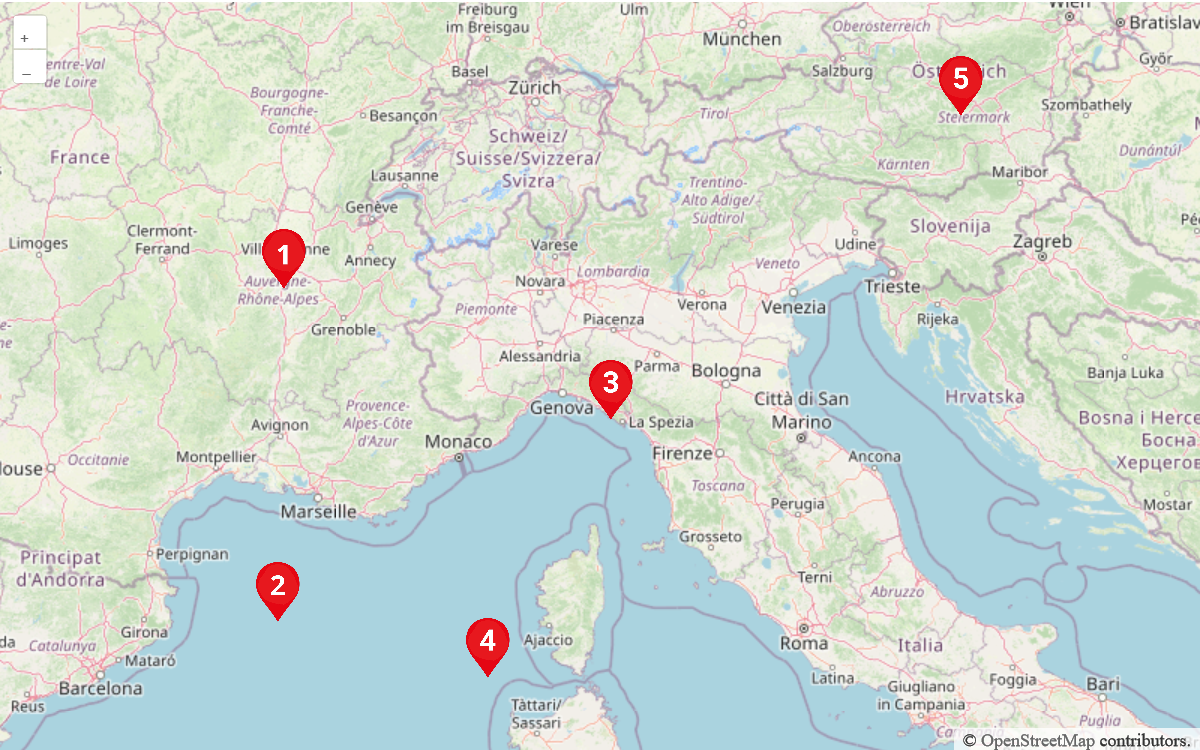 Freiburg
im Breisgau
Ulm
Wien
München
Oberösterreich
Bratislav
+
−
entre-Val
de Loire
Basel
Zürich
Salzburg
5
Győr
Bourgogne-
Franche-
Comté
Besançon
Tirol
Steiermark
Szombathely
France
Schweiz/
Suisse/Svizzera/
Svizra
Kärnten
Dunántúl
Lausanne
Maribor
Trentino-
Alto Adige/
Südtirol
Genève
Limoges
Clermont-
Ferrand
1
Annecy
Varese
Udine
Slovenija
Zagreb
Auvergne-
Rhône-Alpes
Novara
Lombardia
Veneto
Trieste
Grenoble
Piemonte
Piacenza
Verona
Venezia
Rijeka
Alessandria
Parma
Bologna
Banja Luka
3
Genova
Città di San
Marino
Hrvatska
Provence-
Alpes-Côte
d'Azur
Avignon
La Spezia
Bosna i Herce
Босна
Херцегов
louse
Occitanie
Montpellier
Monaco
Firenze
Ancona
Marseille
Toscana
Perugia
Mostar
Grosseto
Principat
d'Andorra
Perpignan
2
Terni
Abruzzo
Girona
4
Ajaccio
Roma
Italia
Catalunya
Mataró
Barcelona
Latina
Foggia
Bari
Reus
Tàttari/
Sassari
Giugliano
in Campania
Puglia
© OpenStreetMap contributors.